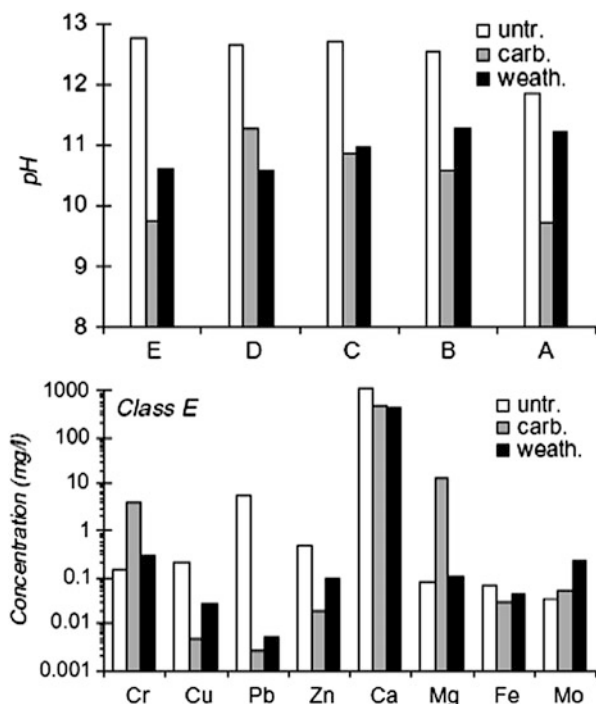 13
12
11
10
9
8
pH
untr.
carb.
weath.
E D C B A
1000
100
10
1
0.1
0.01
0.001
Concentration (mg/l)
Class E
untr.
carb.
weath.
Cr Cu Pb Zn Ca Mg Fe Mo